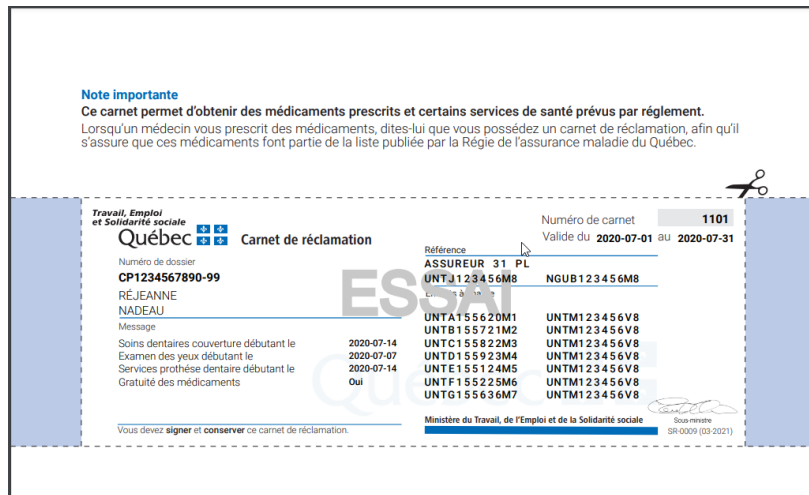 Note importante
Ce carnet permet d'obtenir des médicaments prescrits et certains services de santé prévus par réglement.
Lorsqu'un médecin vous prescrit des médicaments, dites-lui que vous possédez un carnet de réclamation, afin qu'il
s'assure que ces médicaments font partie de la liste publiée par la Régie de l'assurance maladie du Québec.
Travail, Emploi
et Solidarité sociale
Québec
Carnet de réclamation
Numéro de carnet 1101
Valide du 2020-07-01 au 2020-07-31
Numéro de dossier
CP1234567890-99
RÉJEANNE
NADEAU
Message
Soins dentaires couverture débutant le 2020-07-14
Examen des yeux débutant le 2020-07-07
Services prothèse dentaire débutant le 2020-07-14
Gratuité des médicaments Oui
Vous devez signer et conserver ce carnet de réclamation.
Référence
ASSUREUR 31 PL
UNTJ123456M8 NGUB123456M8
ESSAI
UNTA155620M1 UNTM123456V8
UNTB155721M2 UNTM123456V8
UNTC155822M3 UNTM123456V8
UNTD155923M4 UNTM123456V8
UNTE155124M5 UNTM123456V8
UNTF155225M6 UNTM123456V8
UNTG155636M7 UNTM123456V8
Québec
Ministère du Travail, de l'Emploi et de la Solidarité sociale
Sous-ministre
SR-0009 (03-2021)